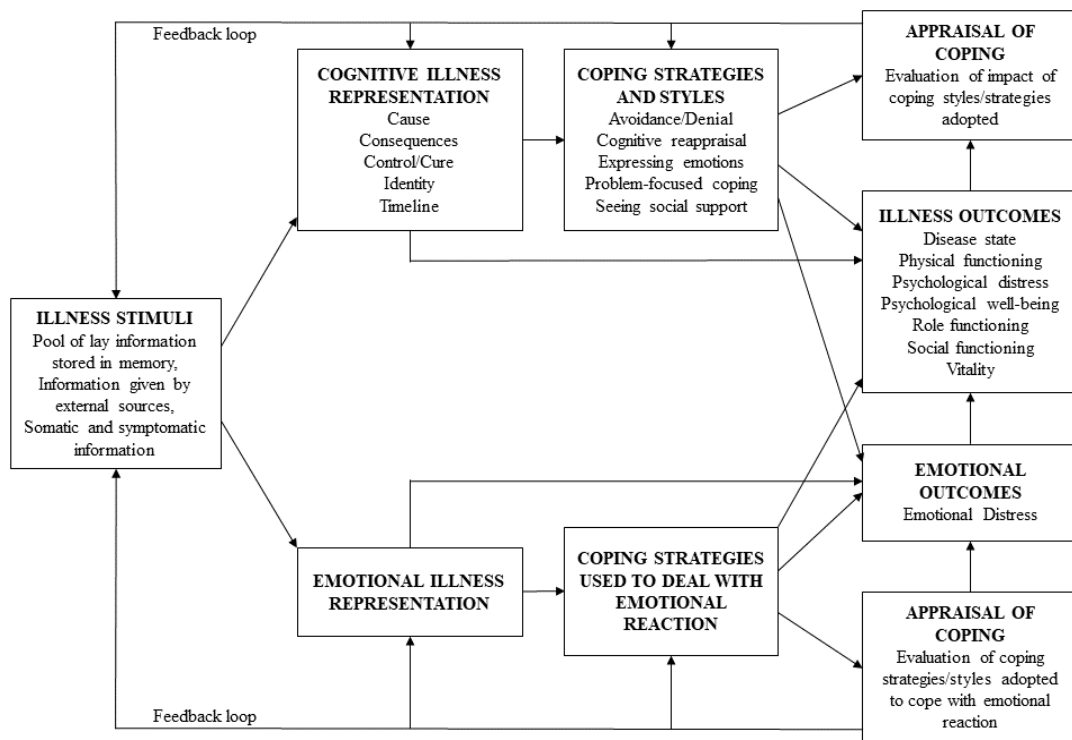 Feedback loop
COGNITIVE ILLNESS
REPRESENTATION
Cause
Consequences
Control/Cure
Identity
Timeline
COPING STRATEGIES
AND STYLES
Avoidance/Denial
Cognitive reappraisal
Expressing emotions
Problem-focused coping
Seeing social support
APPRAISAL OF
COPING
Evaluation of impact of
coping styles/strategies
adopted
ILLNESS OUTCOMES
Disease state
Physical functioning
Psychological distress
Psychological well-being
Role functioning
Social functioning
Vitality
ILLNESS STIMULI
Pool of lay information
stored in memory,
Information given by
external sources,
Somatic and symptomatic
information
EMOTIONAL
OUTCOMES
Emotional Distress
EMOTIONAL ILLNESS
REPRESENTATION
COPING STRATEGIES
USED TO DEAL WITH
EMOTIONAL
REACTION
APPRAISAL OF
COPING
Evaluation of coping
strategies/styles adopted
to cope with emotional
reaction
Feedback loop